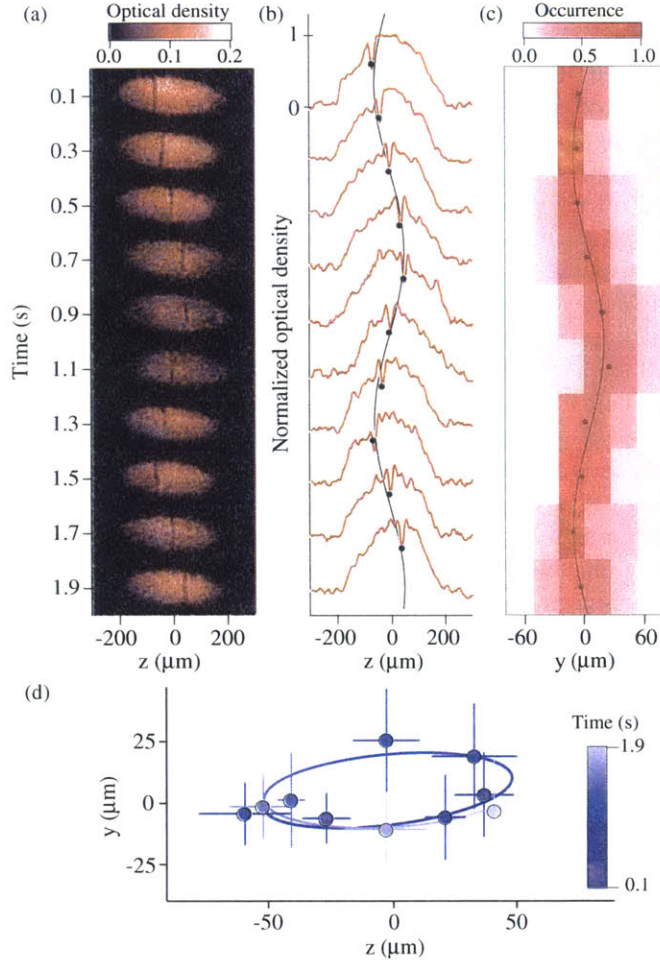 (a) Optical density
0.0 0.1 0.2
(b)
(c) Occurrence
0.0 0.5 1.0
Time (s)
0.1
0.3
0.5
0.7
0.9
1.1
1.3
1.5
1.7
1.9
-200 0 200
z (μm)
Normalized optical density
1
0
-200 0 200
z (μm)
-60 0 60
y (μm)
(d)
y (μm)
25
0
-25
-50 0 50
z (μm)
Time (s)
1.9
0.1